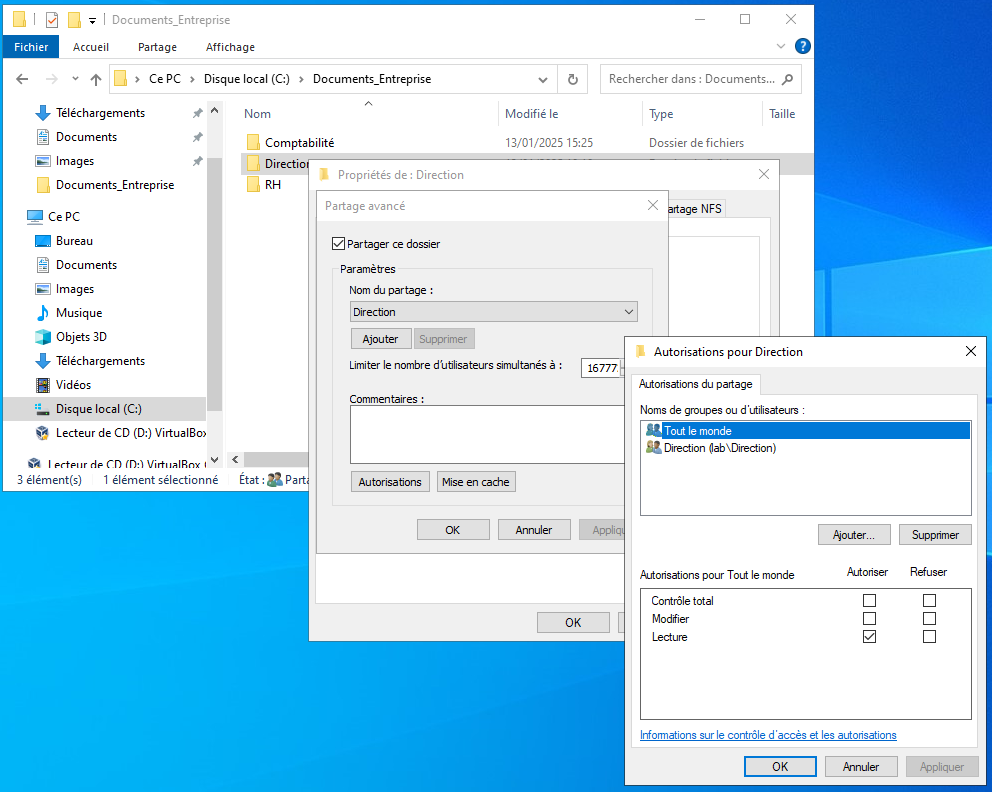 Documents_Entreprise
Fichier Accueil Partage Affichage
Ce PC Disque local (C:) Documents_Entreprise
Rechercher dans : Documents...
Téléchargements
Documents
Images
Documents_Entreprise
Ce PC
Bureau
Documents
Images
Musique
Objets 3D
Téléchargements
Vidéos
Disque local (C:)
Lecteur de CD (D:) VirtualBox
Lecteur de CD (D:) VirtualBox
Nom Modifié le Type Taille
Comptabilité 13/01/2025 15:25 Dossier de fichiers
Direction
RH
3 élément(s) 1 élément sélectionné État : Parta
Propriétés de : Direction
artage NFS
OK
Partage avancé
Partager ce dossier
Paramètres
Nom du partage :
Direction
Ajouter Supprimer
Limiter le nombre d'utilisateurs simultanés à : 16777
Commentaires :
Autorisations Mise en cache
OK Annuler Appliqu
Autorisations pour Direction
Autorisations du partage
Noms de groupes ou d'utilisateurs :
Tout le monde
Direction (lab\Direction)
Ajouter... Supprimer
Autorisations pour Tout le monde Autoriser Refuser
Contrôle total
Modifier
Lecture
Informations sur le contrôle d'accès et les autorisations
OK Annuler Appliquer